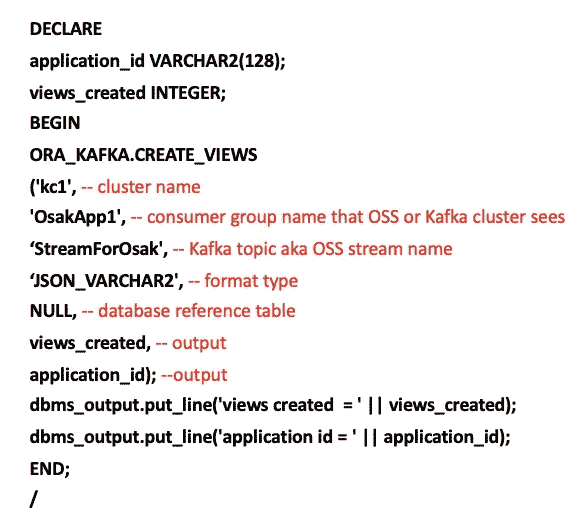 DECLARE
application_id VARCHAR2(128);
views_created INTEGER;
BEGIN
ORA_KAFKA.CREATE_VIEWS
('kc1', -- cluster name
'OsakApp1', -- consumer group name that OSS or Kafka cluster sees
‘StreamForOsak', -- Kafka topic aka OSS stream name
‘JSON_VARCHAR2', -- format type
NULL, -- database reference table
views_created, -- output
application_id); --output
dbms_output.put_line('views created  = ' || views_created);
dbms_output.put_line('application id = ' || application_id);
END;
/